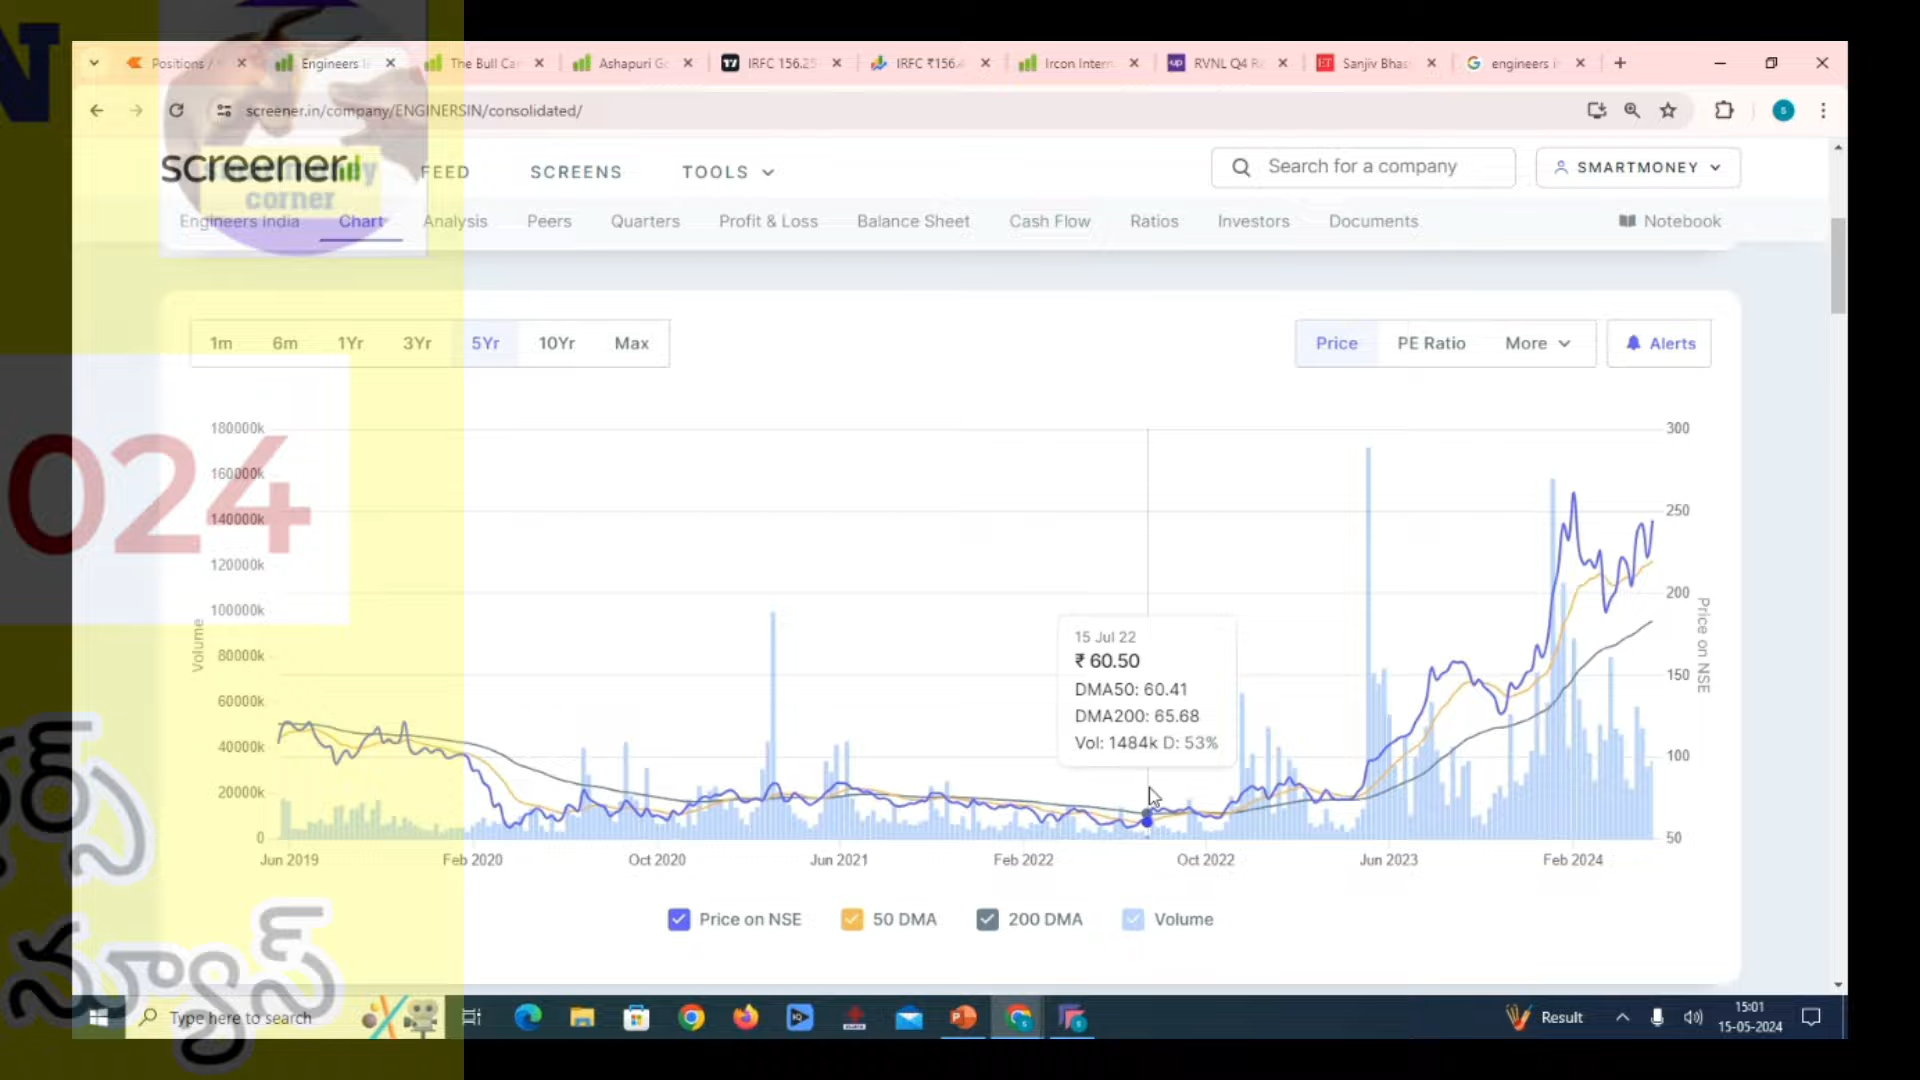 N
Positions /
Engineers I
The Bull Ca
Ashapuri Go
IRFC 156.25
IRFC ₹156.
Ircon Intern
RVNL Q4 Re
Sanjiv Bhas
engineers i
screener.in/company/ENGINERSIN/consolidated/
screener
FEED
SCREENS
TOOLS
Search for a company
SMARTMONEY
corner
Engineers India
Chart
Analysis
Peers
Quarters
Profit & Loss
Balance Sheet
Cash Flow
Ratios
Investors
Documents
Notebook
1m
6m
1Yr
3Yr
5Yr
10Yr
Max
Price
PE Ratio
More
Alerts
024
180000k
160000k
140000k
120000k
100000k
80000k
60000k
40000k
20000k
0
Volume
300
250
200
150
100
50
Price on NSE
15 Jul 22
₹ 60.50
DMA50: 60.41
DMA200: 65.68
Vol: 1484k D: 53%
Jun 2019
Feb 2020
Oct 2020
Jun 2021
Feb 2022
Oct 2022
Jun 2023
Feb 2024
Price on NSE
50 DMA
200 DMA
Volume
న్యూస్
Type here to search
Result
15:01
15-05-2024